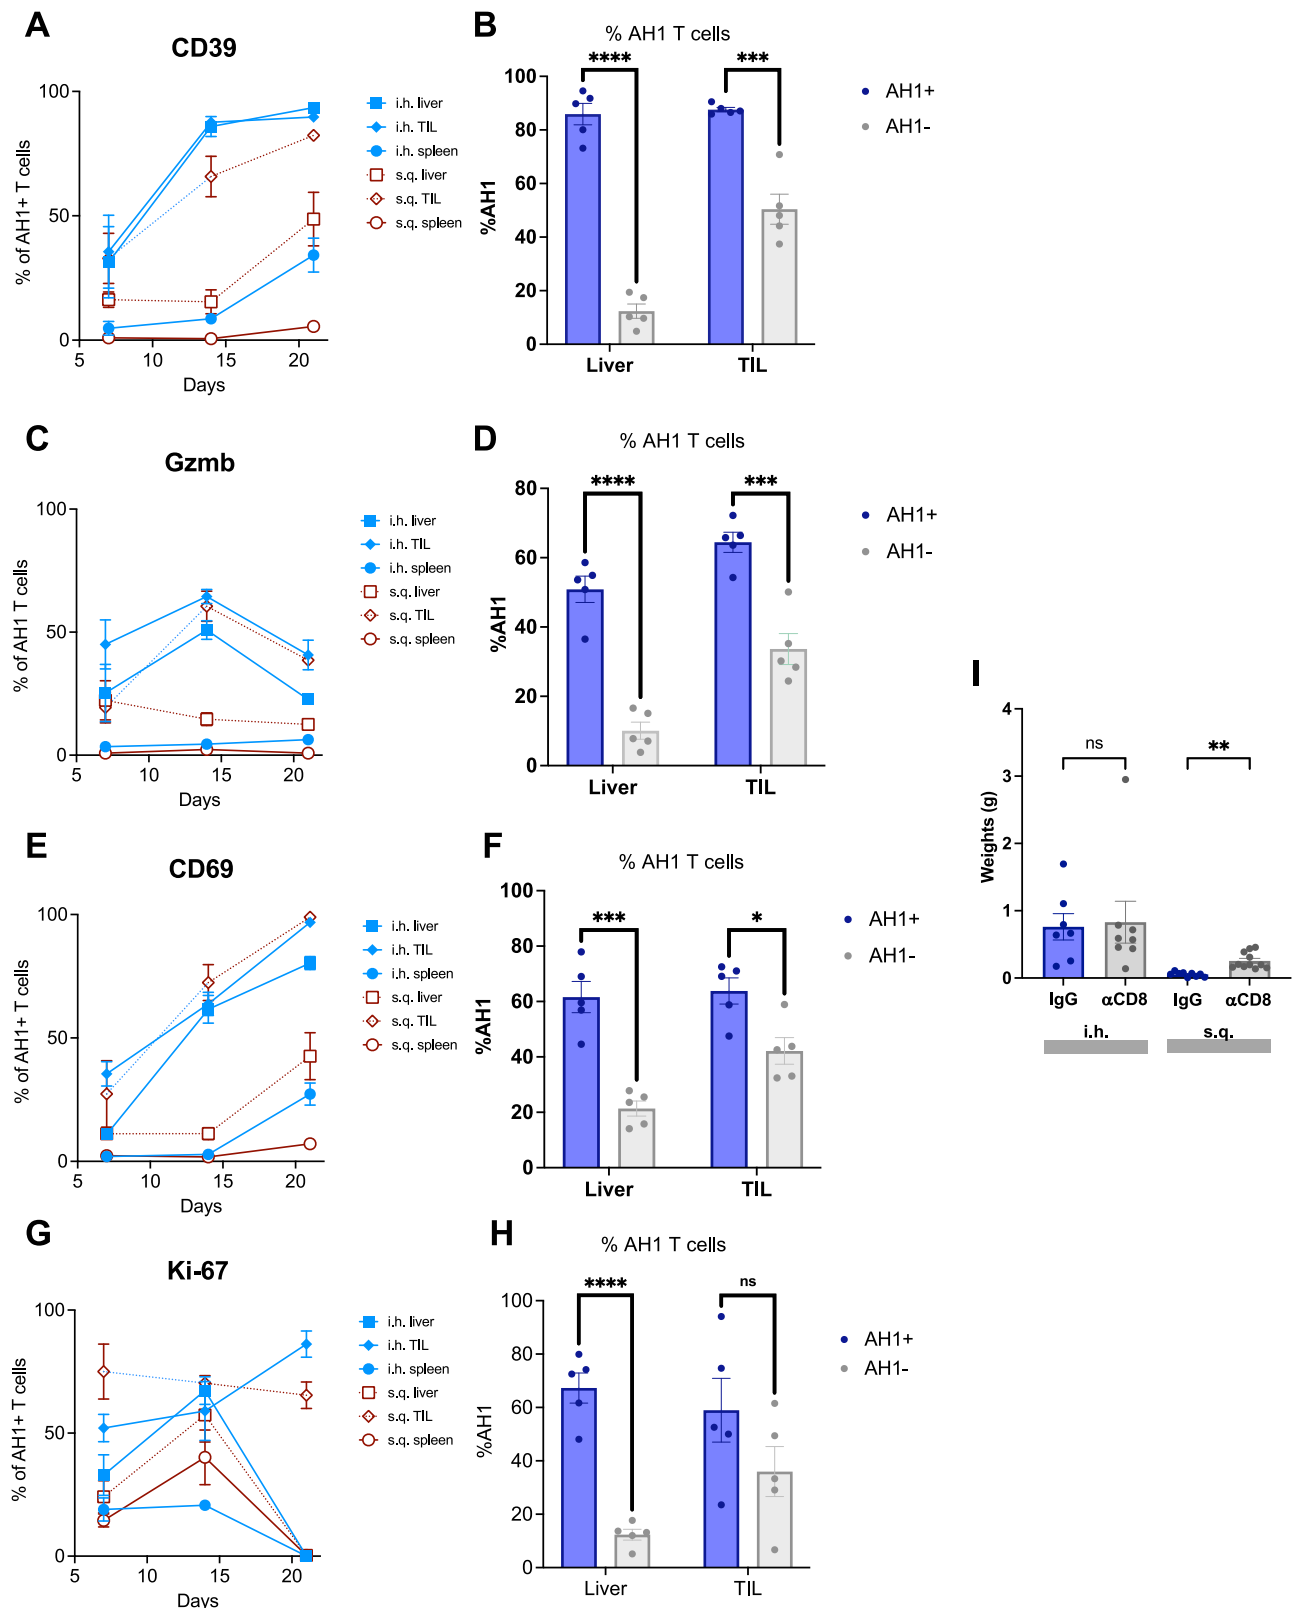 A
CD39
100
50
0
5
10
15
20
% of AH1+ T cells
Days
i.h. liver
i.h. TIL
i.h. spleen
s.q. liver
s.q. TIL
s.q. spleen
B
% AH1 T cells
**** ***
100
80
60
40
20
0
%AH1
Liver TIL
AH1+
AH1-
C
Gzmb
100
50
0
5 10 15 20
% of AH1 T cells
Days
i.h. liver
i.h. TIL
i.h. spleen
s.q. liver
s.q. TIL
s.q. spleen
D
% AH1 T cells
**** ***
80
60
40
20
0
%AH1
Liver TIL
AH1+
AH1-
E
CD69
100
50
0
5 10 15 20
% of AH1+ T cells
Days
i.h. liver
i.h. TIL
i.h. spleen
s.q. liver
s.q. TIL
s.q. spleen
F
% AH1 T cells
*** *
100
80
60
40
20
0
%AH1
Liver TIL
AH1+
AH1-
G
Ki-67
100
50
0
5 10 15 20
% of AH1+ T cells
Days
i.h. liver
i.h. TIL
i.h. spleen
s.q. liver
s.q. TIL
s.q. spleen
H
% AH1 T cells
**** ns
100
80
60
40
20
0
%AH1
Liver TIL
AH1+
AH1-
I
ns **
4
3
2
1
0
Weights (g)
IgG αCD8 IgG αCD8
i.h. s.q.